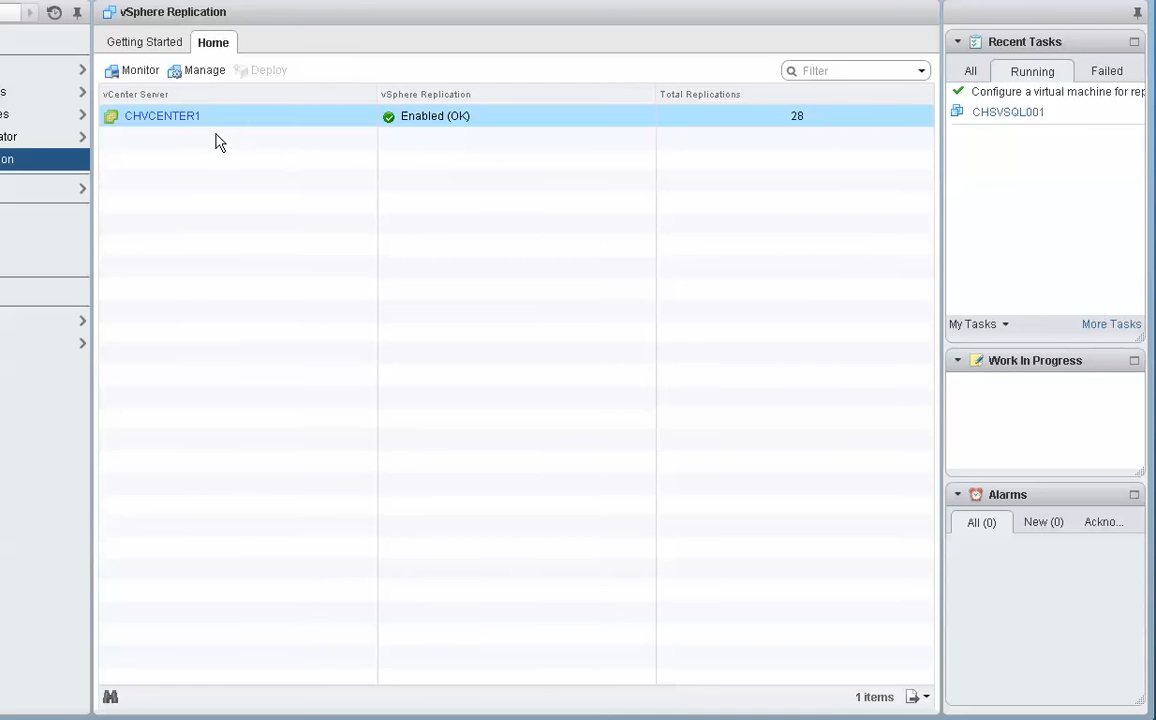 vSphere Replication
Getting Started
Home
Monitor
Manage
Deploy
Filter
vCenter Server
vSphere Replication
Total Replications
CHVCENTER1
Enabled (OK)
28
1 items
s
es
ator
on
Recent Tasks
All
Running
Failed
Configure a virtual machine for rep
CHSVSQL001
My Tasks
More Tasks
Work In Progress
Alarms
All (0)
New (0)
Ackno...